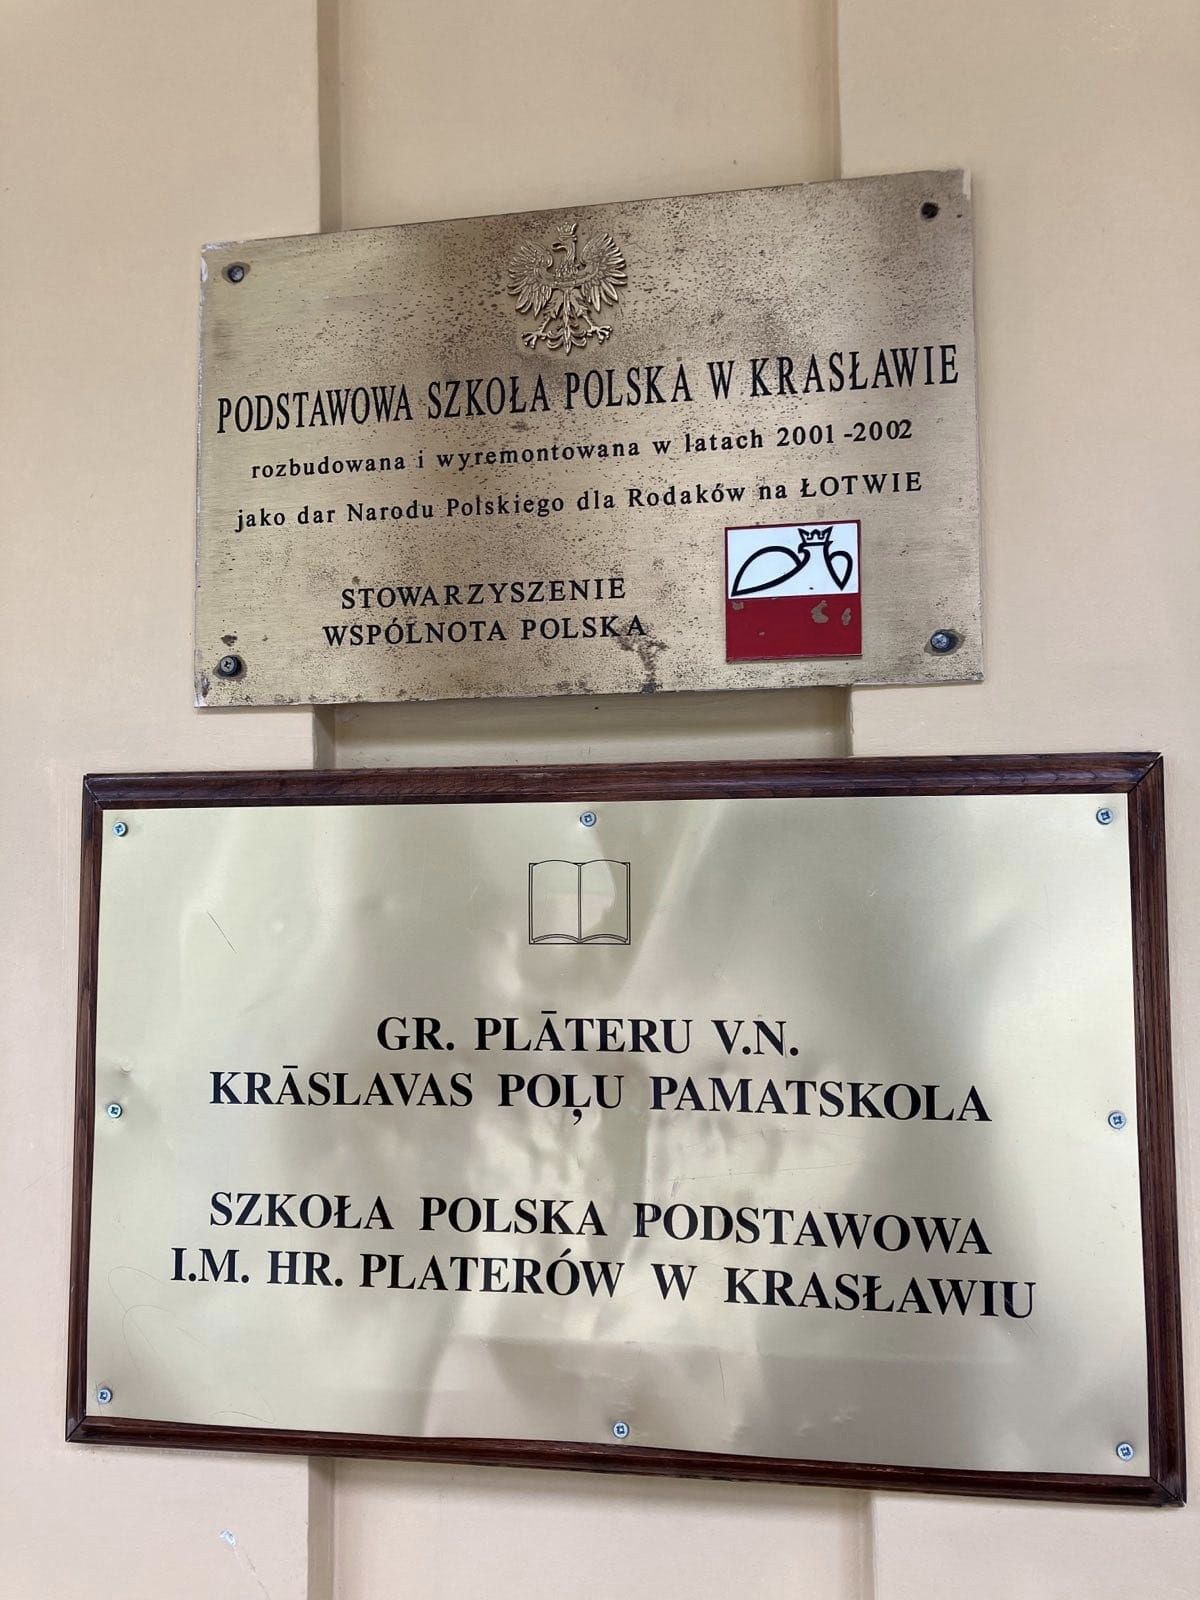 PODSTAWOWA SZKOŁA POLSKA W KRASŁAWIE
rozbudowana i wyremontowana w latach 2001-2002
jako dar Narodu Polskiego dla Rodaków na ŁOTWIE
STOWARZYSZENIE
WSPÓLNOTA POLSKA
GR. PLĀTERU V.N.
KRĀSLAVAS POĻU PAMATSKOLA
SZKOŁA POLSKA PODSTAWOWA
I.M. HR. PLATERÓW W KRASŁAWIU